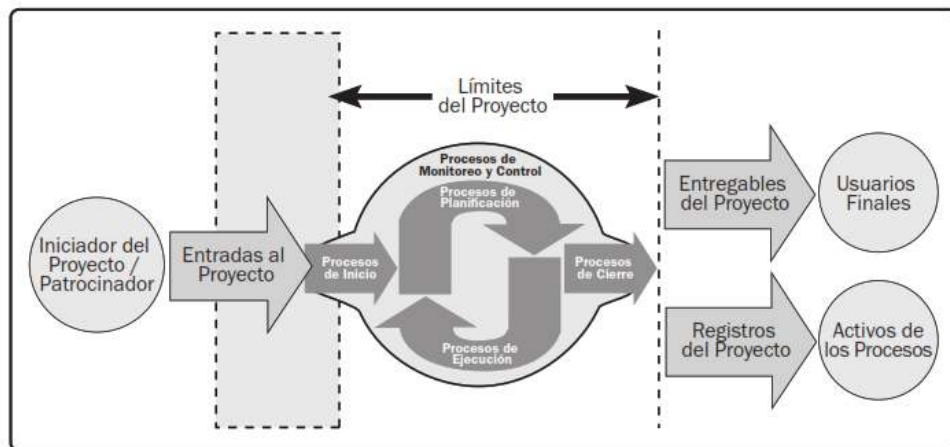 Límites
del Proyecto
Procesos de
Monitoreo y Control
Procesos de
Planificación
Iniciador del
Proyecto /
Patrocinador
Entradas al
Proyecto
Procesos
de Inicio
Procesos
de Cierre
Procesos de
Ejecución
Entregables
del Proyecto
Usuarios
Finales
Registros
del Proyecto
Activos de
los Procesos